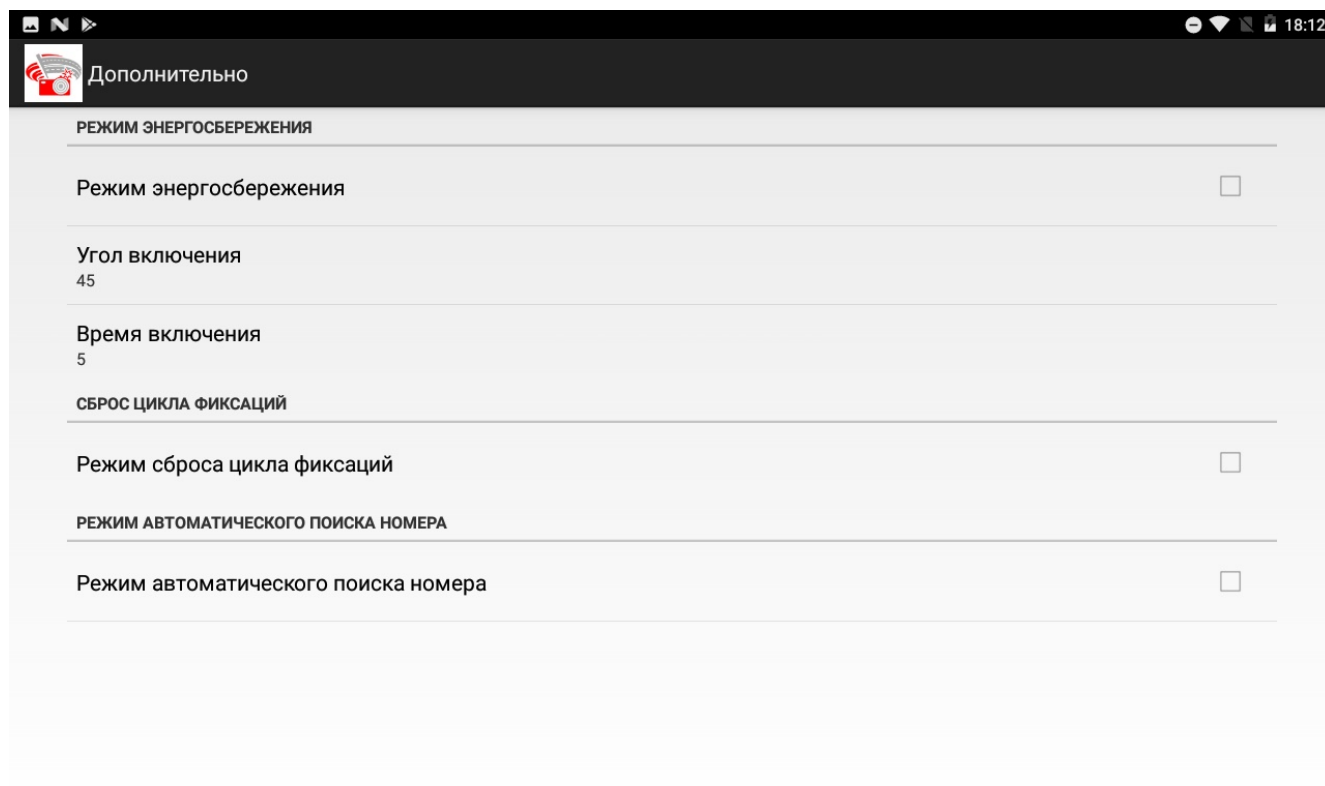 18:12
Дополнительно
РЕЖИМ ЭНЕРГОСБЕРЕЖЕНИЯ
Режим энергосбережения
Угол включения
45
Время включения
5
СБРОС ЦИКЛА ФИКСАЦИЙ
Режим сброса цикла фиксаций
РЕЖИМ АВТОМАТИЧЕСКОГО ПОИСКА НОМЕРА
Режим автоматического поиска номера